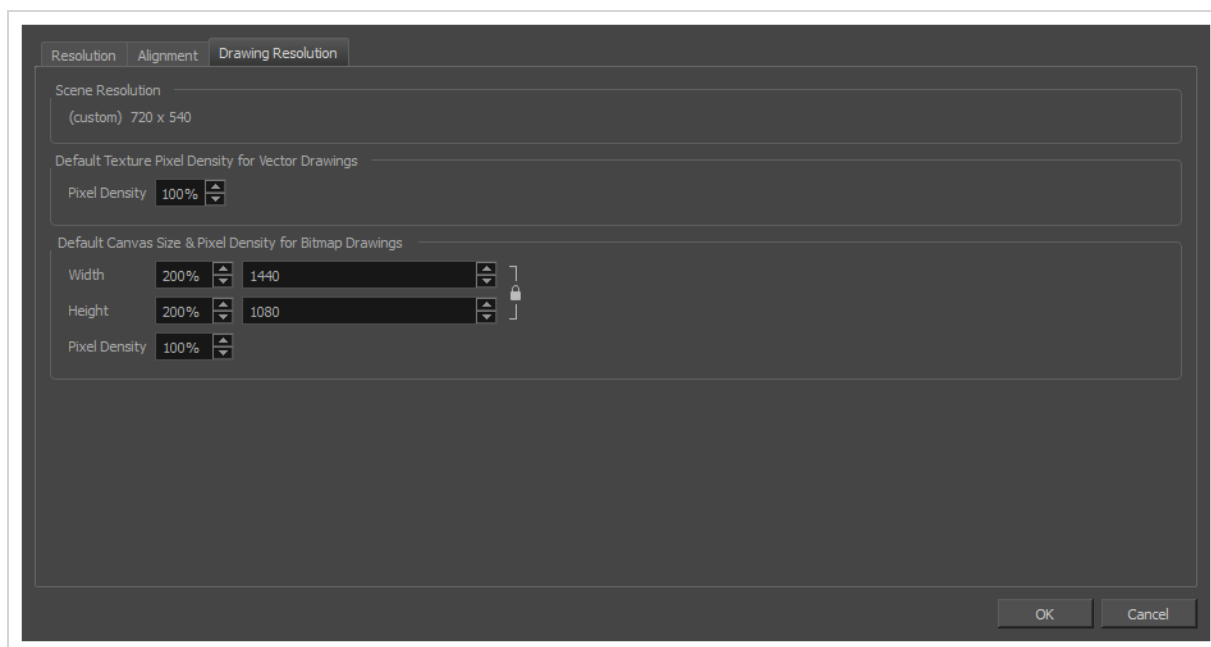 Resolution Alignment Drawing Resolution
Scene Resolution
(custom) 720 x 540
Default Texture Pixel Density for Vector Drawings
Pixel Density 100%
Default Canvas Size & Pixel Density for Bitmap Drawings
Width 200% 1440
Height 200% 1080
Pixel Density 100%
OK Cancel